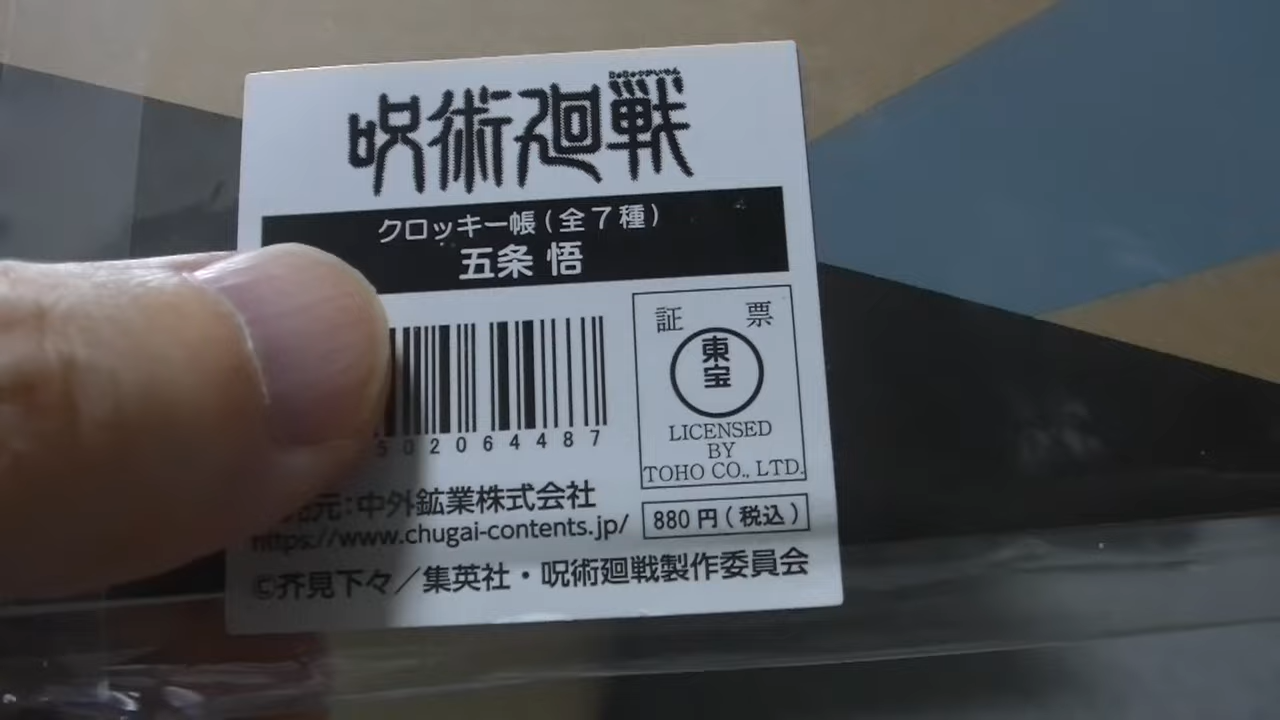 呪術廻戦
クロッキー帳(全7種)
五条 悟
証 票
東宝
LICENSED
BY
TOHO CO., LTD.
502064487
元:中外鉱業株式会社
https://www.chugai-contents.jp/
880円(税込)
©芥見下々/集英社・呪術廻戦製作委員会